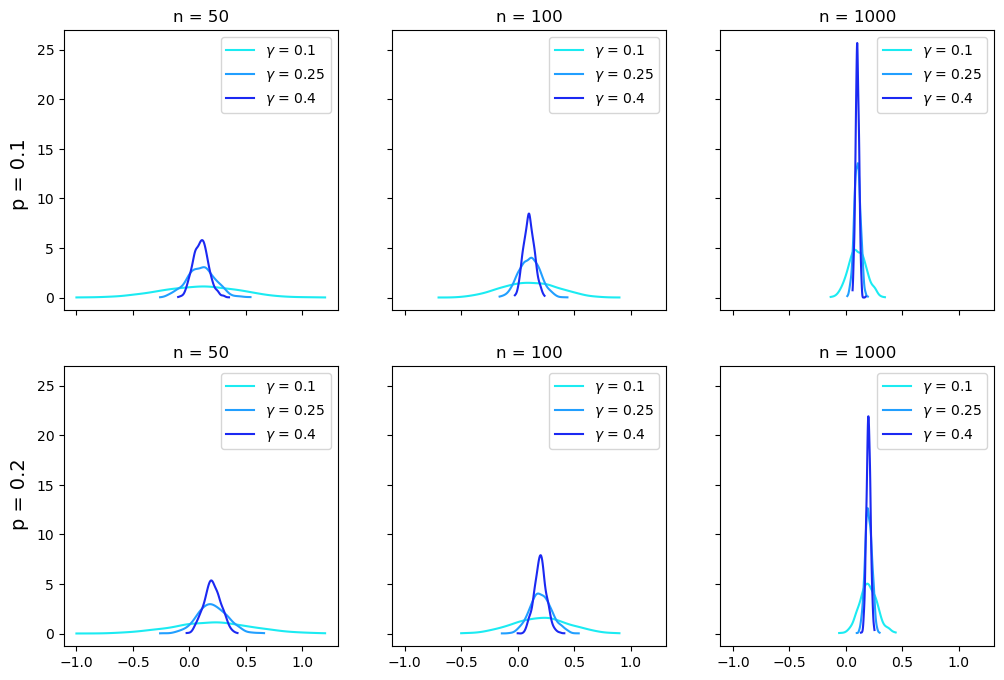 n = 50
n = 100
n = 1000
p = 0.1
25
20
15
10
5
0
γ = 0.1
γ = 0.25
γ = 0.4
γ = 0.1
γ = 0.25
γ = 0.4
γ = 0.1
γ = 0.25
γ = 0.4
n = 50
n = 100
n = 1000
p = 0.2
25
20
15
10
5
0
γ = 0.1
γ = 0.25
γ = 0.4
γ = 0.1
γ = 0.25
γ = 0.4
γ = 0.1
γ = 0.25
γ = 0.4
−1.0 −0.5 0.0 0.5 1.0
−1.0 −0.5 0.0 0.5 1.0
−1.0 −0.5 0.0 0.5 1.0